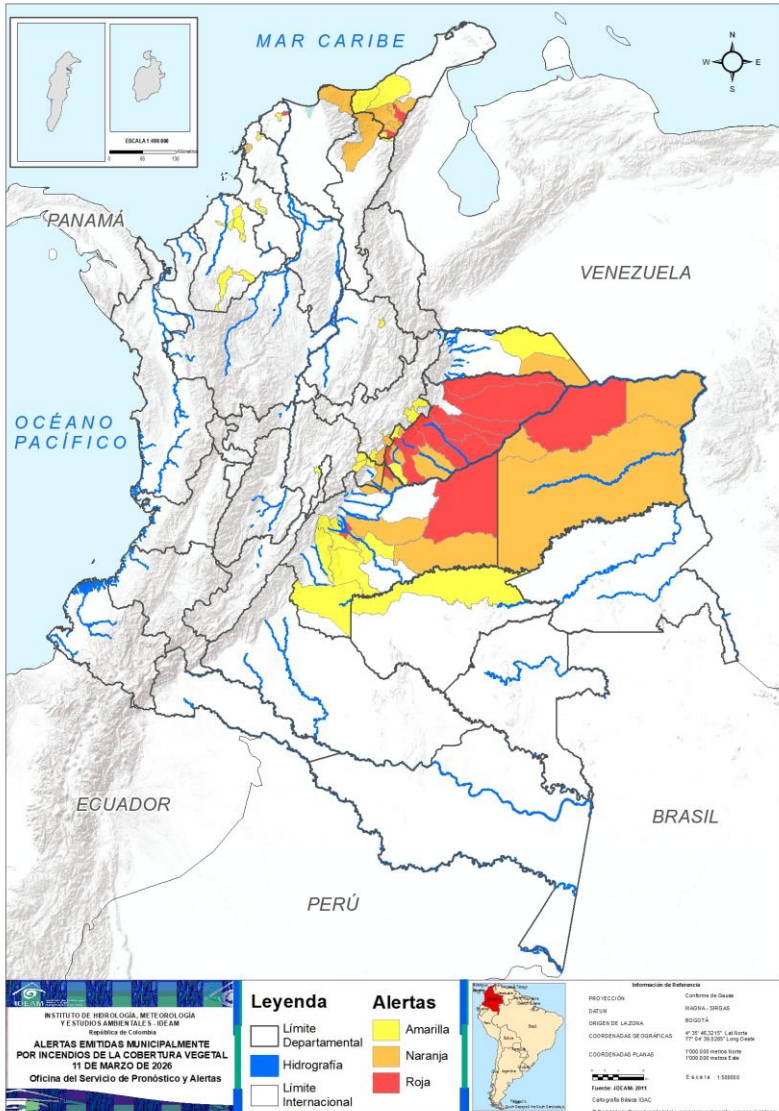 MAR CARIBE
N
W E
S
ESCALA 1:400.000
PANAMÁ
VENEZUELA
OCÉANO
PACÍFICO
ECUADOR
BRASIL
PERÚ
IDEAM
INSTITUTO DE HIDROLOGÍA, METEOROLOGÍA
Y ESTUDIOS AMBIENTALES - IDEAM
República de Colombia
ALERTAS EMITIDAS MUNICIPALMENTE
POR INCENDIOS DE LA COBERTURA VEGETAL
11 DE MARZO DE 2026
Oficina del Servicio de Pronóstico y Alertas
Leyenda
Límite
Departamental
Hidrografía
Límite
Internacional
Alertas
Amarilla
Naranja
Roja
Información de Referencia
PROYECCIÓN Conforme de Gauss
DATUM MAGNA - SIRGAS
ORIGEN DE LA ZONA BOGOTÁ
COORDENADAS GEOGRÁFICAS
COORDENADAS PLANAS 1'000.000 metros Norte
1'000.000 metros Este
Fuente: IDEAM- 2011
Cartografía Básica IGAC